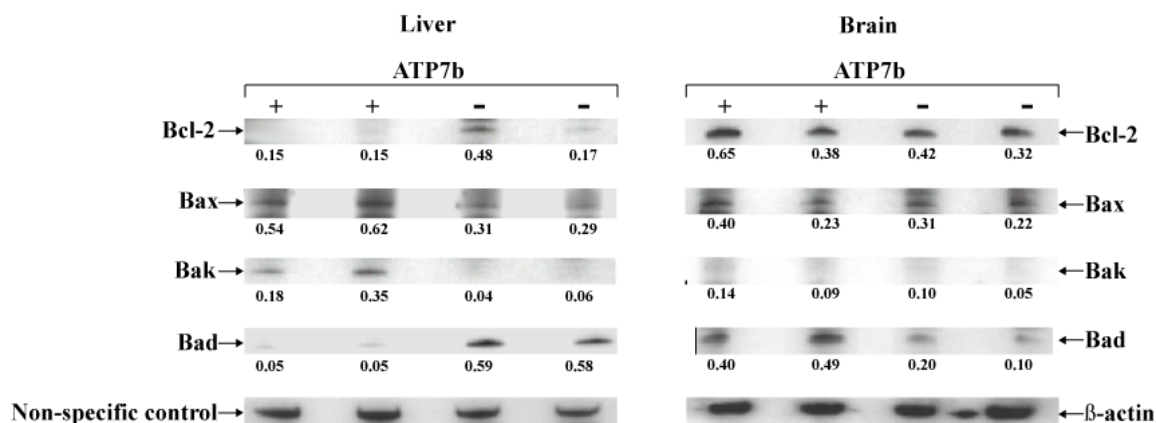 Liver Brain
ATP7b ATP7b
+ + - - + + - -
Bcl-2 Bcl-2
0.15 0.15 0.48 0.17 0.65 0.38 0.42 0.32
Bax Bax
0.54 0.62 0.31 0.29 0.40 0.23 0.31 0.22
Bak Bak
0.18 0.35 0.04 0.06 0.14 0.09 0.10 0.05
Bad Bad
0.05 0.05 0.59 0.58 0.40 0.49 0.20 0.10
Non-specific control ß-actin